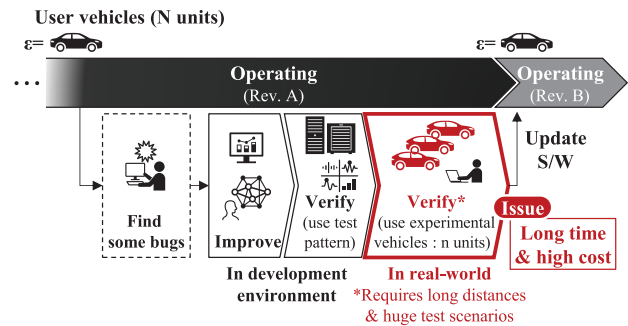 User vehicles (N units)
ε=
ε=
...
Operating
(Rev. A)
Operating
(Rev. B)
Find
some bugs
Improve
Verify
(use test
pattern)
Verify*
(use experimental
vehicles : n units)
Update
S/W
Issue
Long time
& high cost
In development
environment
In real-world
*Requires long distances
& huge test scenarios